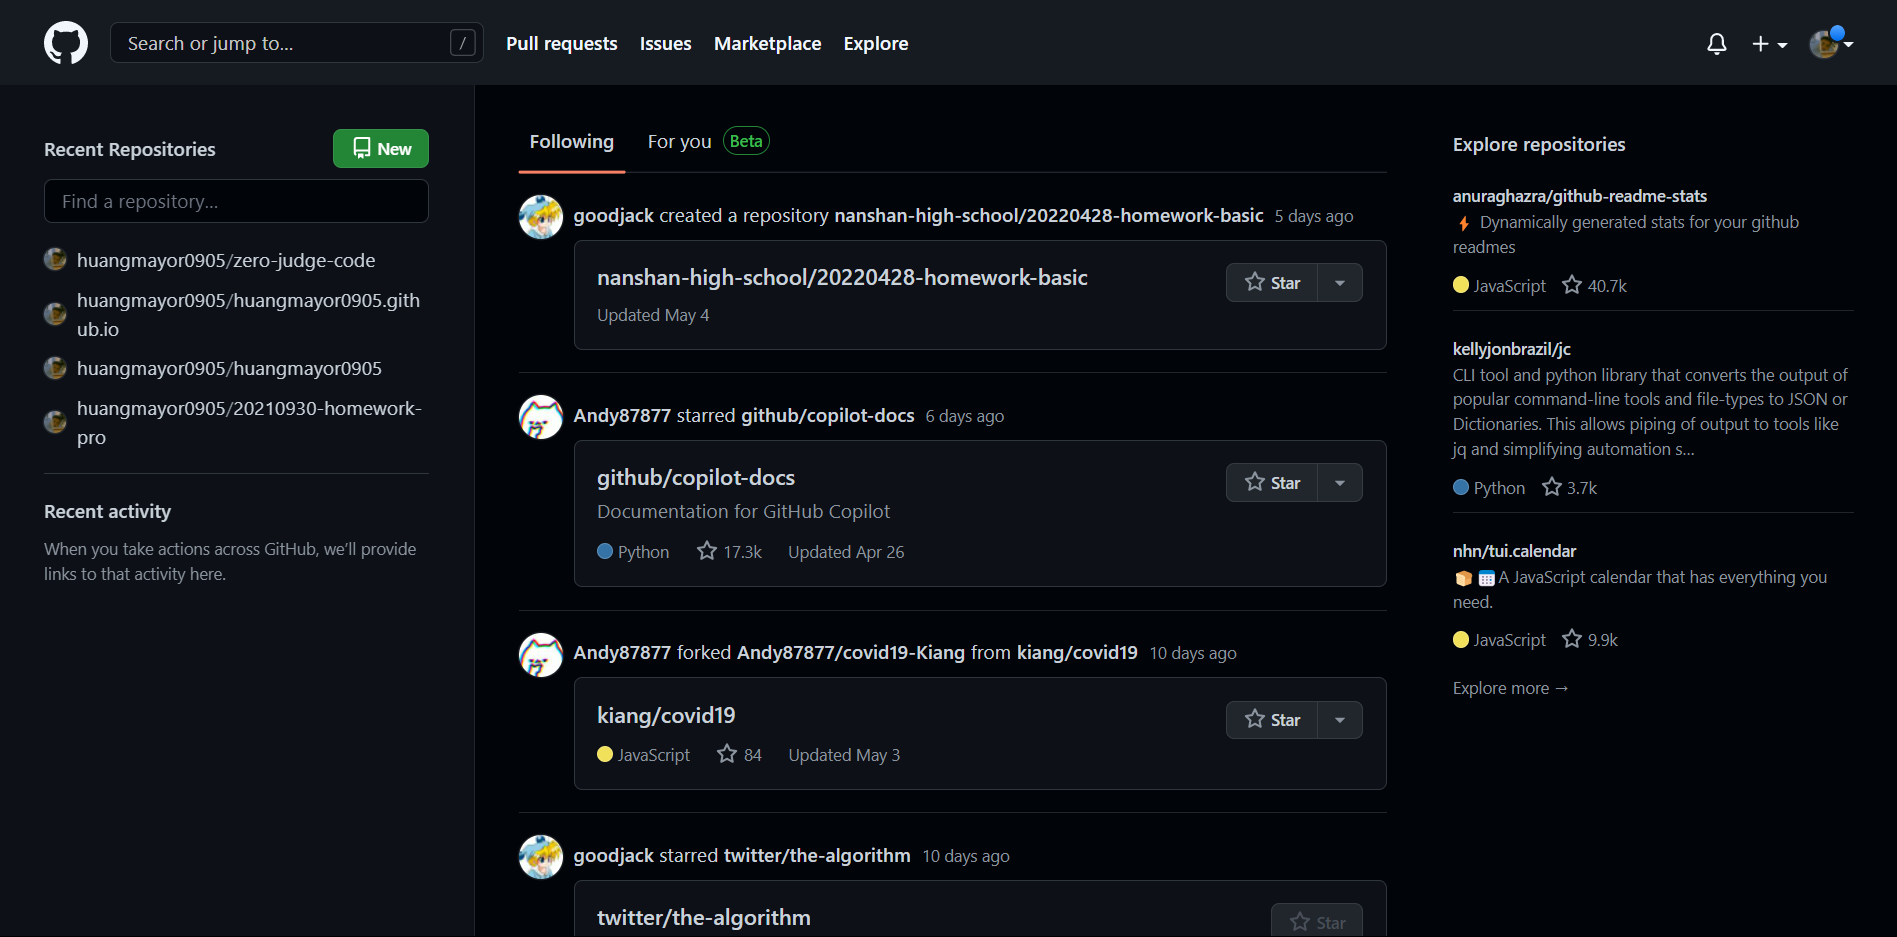 Search or jump to...
/
Pull requests
Issues
Marketplace
Explore
Recent Repositories
New
Find a repository...
huangmayor0905/zero-judge-code
huangmayor0905/huangmayor0905.gith
ub.io
huangmayor0905/huangmayor0905
huangmayor0905/20210930-homework-
pro
Recent activity
When you take actions across GitHub, we'll provide
links to that activity here.
Following
For you Beta
goodjack created a repository nanshan-high-school/20220428-homework-basic 5 days ago
nanshan-high-school/20220428-homework-basic
Star
Updated May 4
Andy87877 starred github/copilot-docs 6 days ago
github/copilot-docs
Star
Documentation for GitHub Copilot
Python 17.3k Updated Apr 26
Andy87877 forked Andy87877/covid19-Kiang from kiang/covid19 10 days ago
kiang/covid19
Star
JavaScript 84 Updated May 3
goodjack starred twitter/the-algorithm 10 days ago
twitter/the-algorithm
Star
Explore repositories
anuraghazra/github-readme-stats
⚡ Dynamically generated stats for your github
readmes
JavaScript 40.7k
kellyjonbrazil/jc
CLI tool and python library that converts the output of
popular command-line tools and file-types to JSON or
Dictionaries. This allows piping of output to tools like
jq and simplifying automation s...
Python 3.7k
nhn/tui.calendar
🍞📅 A JavaScript calendar that has everything you
need.
JavaScript 9.9k
Explore more →